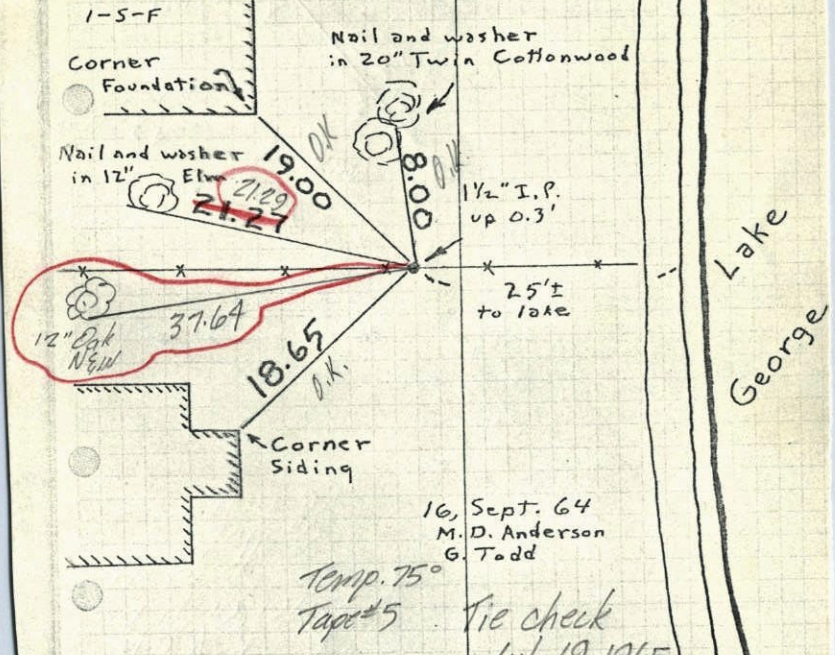 1-5-F
Nail and washer
in 20" Twin Cottonwood
Corner
Foundation
O.K
19.00
8.00
O.K.
Nail and washer
in 12" Elm
21.29
21.27
1½" I.P.
up 0.3'
Lake
George
25'±
to lake
37.64
12" Oak
NEW
18.65
O.K.
Corner
Siding
16, Sept. 64
M. D. Anderson
G. Todd
Temp. 75°
Tape #5
Tie check